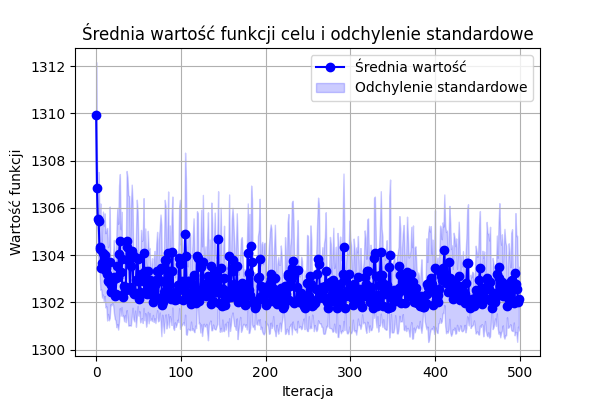 Średnia wartość funkcji celu i odchylenie standardowe
Średnia wartość
Odchylenie standardowe
Wartość funkcji
1312
1310
1308
1306
1304
1302
1300
0 100 200 300 400 500
Iteracja